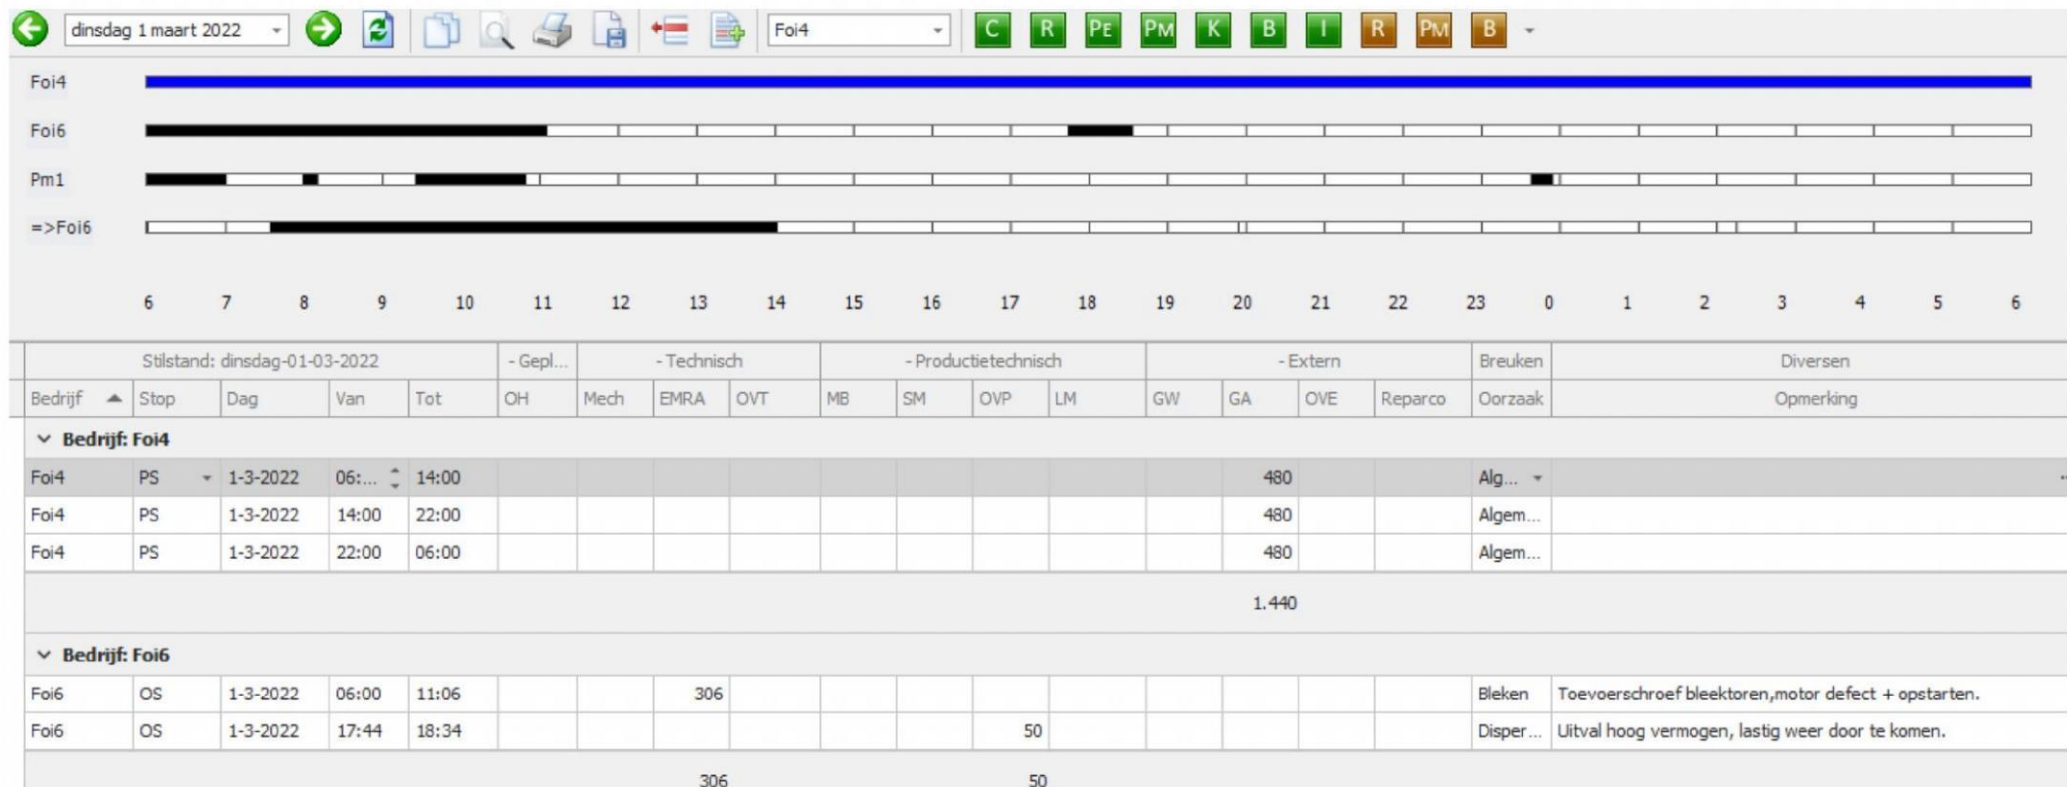 dinsdag 1 maart 2022 Foi4 C R PE PM K B I R PM B
Foi4
Foi6
Pm1
=>Foi6
6 7 8 9 10 11 12 13 14 15 16 17 18 19 20 21 22 23 0 1 2 3 4 5 6
Stilstand: dinsdag-01-03-2022 - Gepl... - Technisch - Productietechnisch - Extern Breuken Diversen
Bedrijf Stop Dag Van Tot OH Mech EMRA OVT MB SM OVP LM GW GA OVE Reparco Oorzaak Opmerking
Bedrijf: Foi4
Foi4 PS 1-3-2022 06:... 14:00 480 Alg...
Foi4 PS 1-3-2022 14:00 22:00 480 Algem...
Foi4 PS 1-3-2022 22:00 06:00 480 Algem...
1.440
Bedrijf: Foi6
Foi6 OS 1-3-2022 06:00 11:06 306 Bleken Toevoerschroef bleektoren,motor defect + opstarten.
Foi6 OS 1-3-2022 17:44 18:34 50 Disper... Uitval hoog vermogen, lastig weer door te komen.
306 50